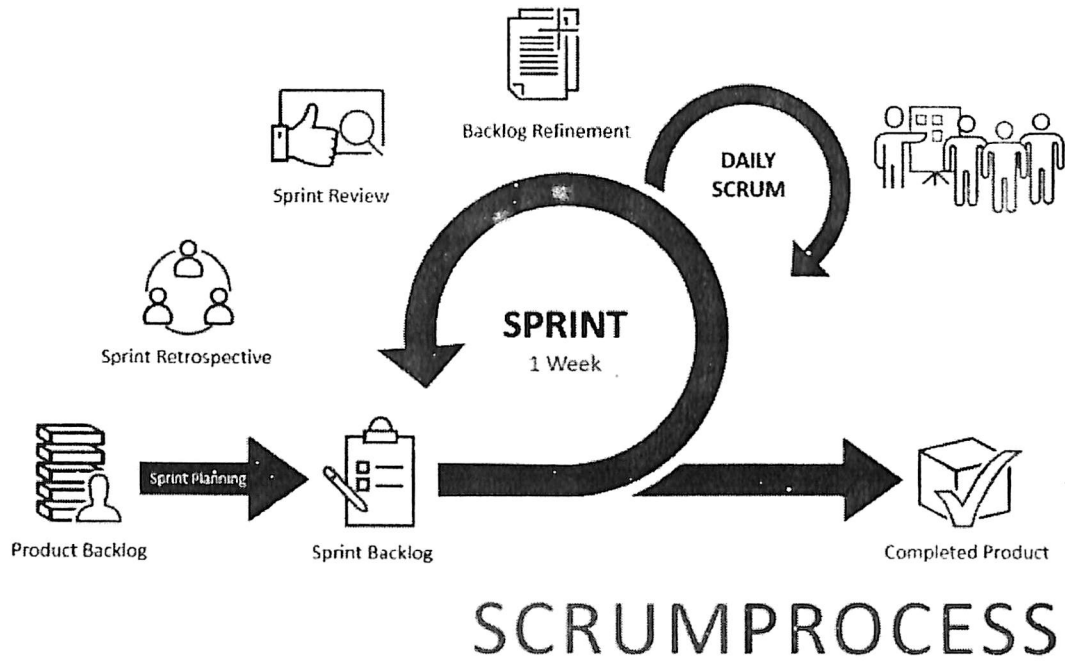 Backlog Refinement
DAILY
SCRUM
Sprint Review
SPRINT
1 Week
Sprint Retrospective
Sprint Planning
Product Backlog
Sprint Backlog
Completed Product
SCRUMPROCESS